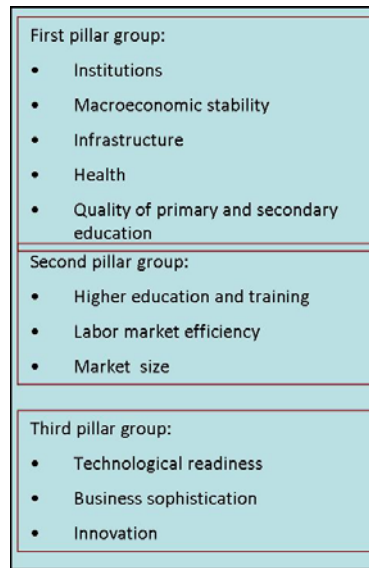 First pillar group:
• Institutions
• Macroeconomic stability
• Infrastructure
• Health
• Quality of primary and secondary
education
Second pillar group:
• Higher education and training
• Labor market efficiency
• Market size
Third pillar group:
• Technological readiness
• Business sophistication
• Innovation